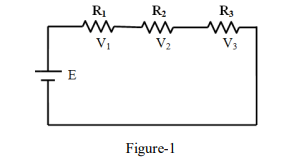 R₁ R₂ R₃
V₁ V₂ V₃
E
Figure-1